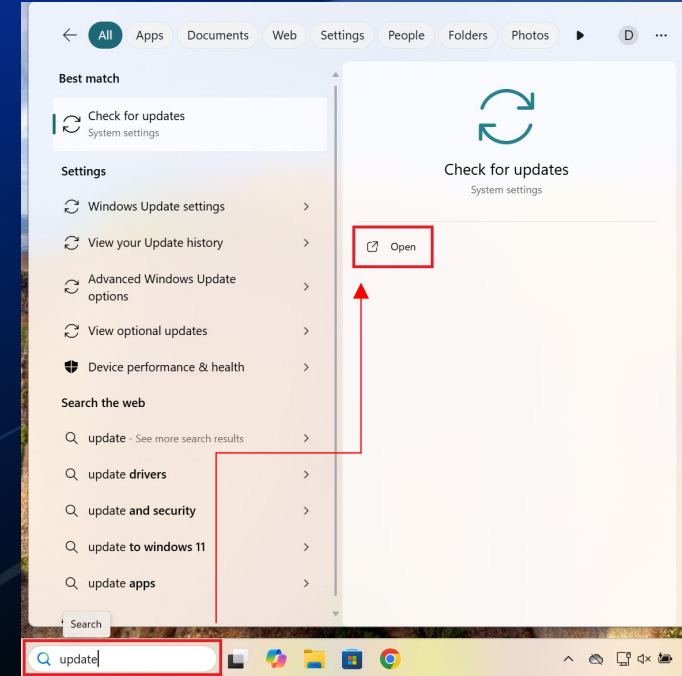 All Apps Documents Web Settings People Folders Photos D
Best match
Check for updates
System settings
Settings
Windows Update settings
View your Update history
Advanced Windows Update
options
View optional updates
Device performance & health
Search the web
update - See more search results
update drivers
update and security
update to windows 11
update apps
Search
Check for updates
System settings
Open
update